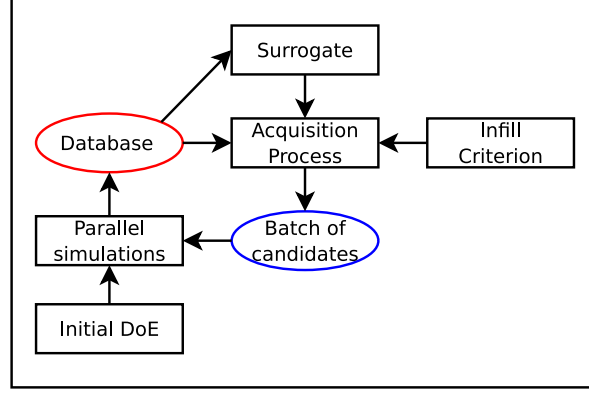 Surrogate
Database
Acquisition
Process
Infill
Criterion
Parallel
simulations
Batch of
candidates
Initial DoE